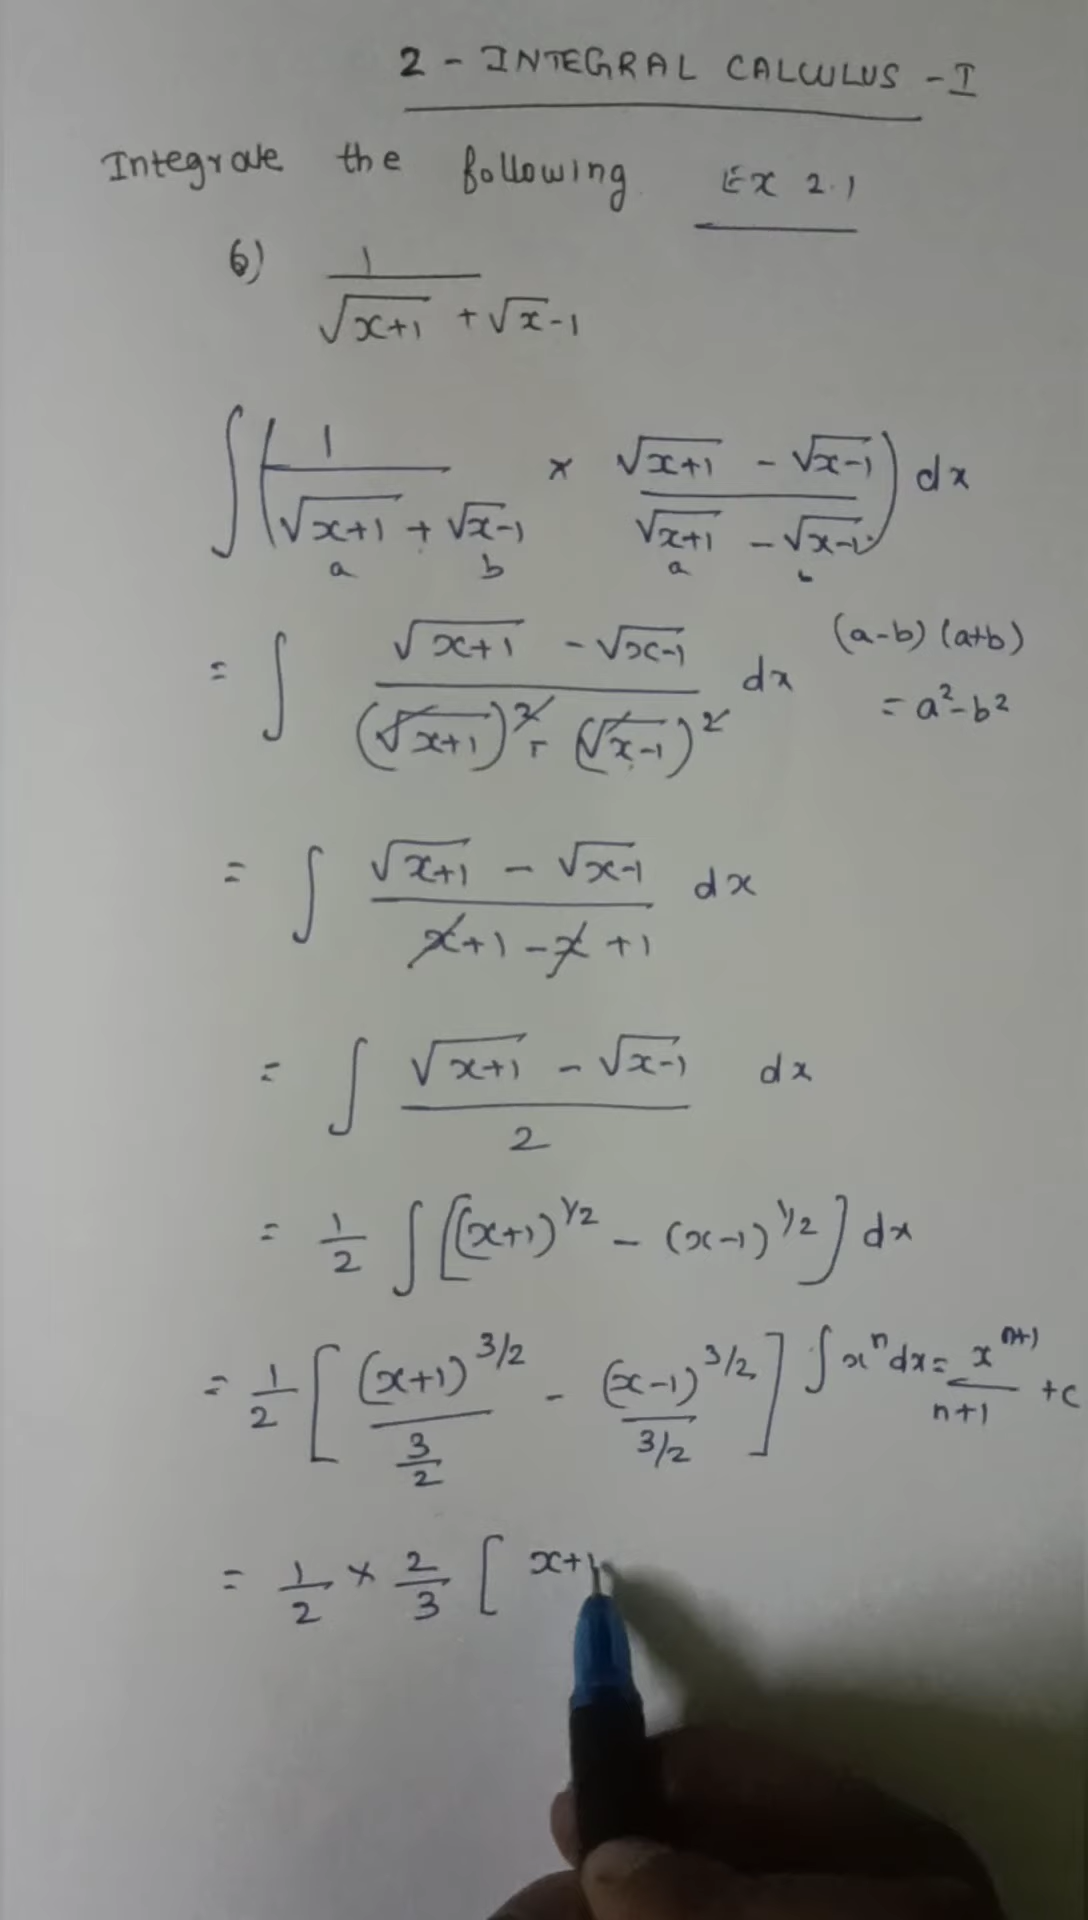 2 - INTEGRAL CALCULUS - I
Integrate the following Ex 2.1
6) 1 / √x+1 + √x-1
∫ (1 / √x+1 + √x-1 × √x+1 - √x-1 / √x+1 - √x-1) dx
a b a b
= ∫ √x+1 - √x-1 / (√x+1)² - (√x-1)² dx (a-b) (a+b)
= a²-b²
= ∫ √x+1 - √x-1 / x+1-x+1 dx
= ∫ √x+1 - √x-1 / 2 dx
= 1/2 ∫ [(x+1)^1/2 - (x-1)^1/2] dx
= 1/2 [(x+1)^3/2 / 3/2 - (x-1)^3/2 / 3/2] ∫x^n dx = x^n+1 / n+1 + c
= 1/2 × 2/3 [ x+1